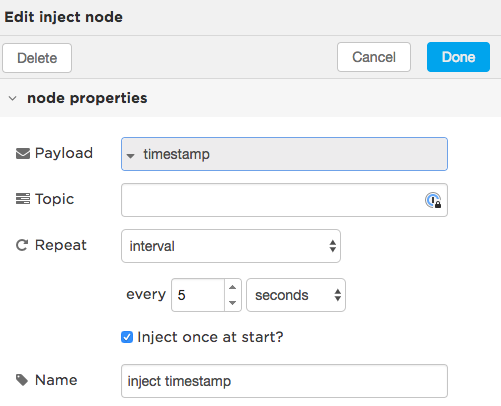 Edit inject node
Delete Cancel Done
node properties
Payload timestamp
Topic
Repeat interval
every 5 seconds
Inject once at start?
Name inject timestamp